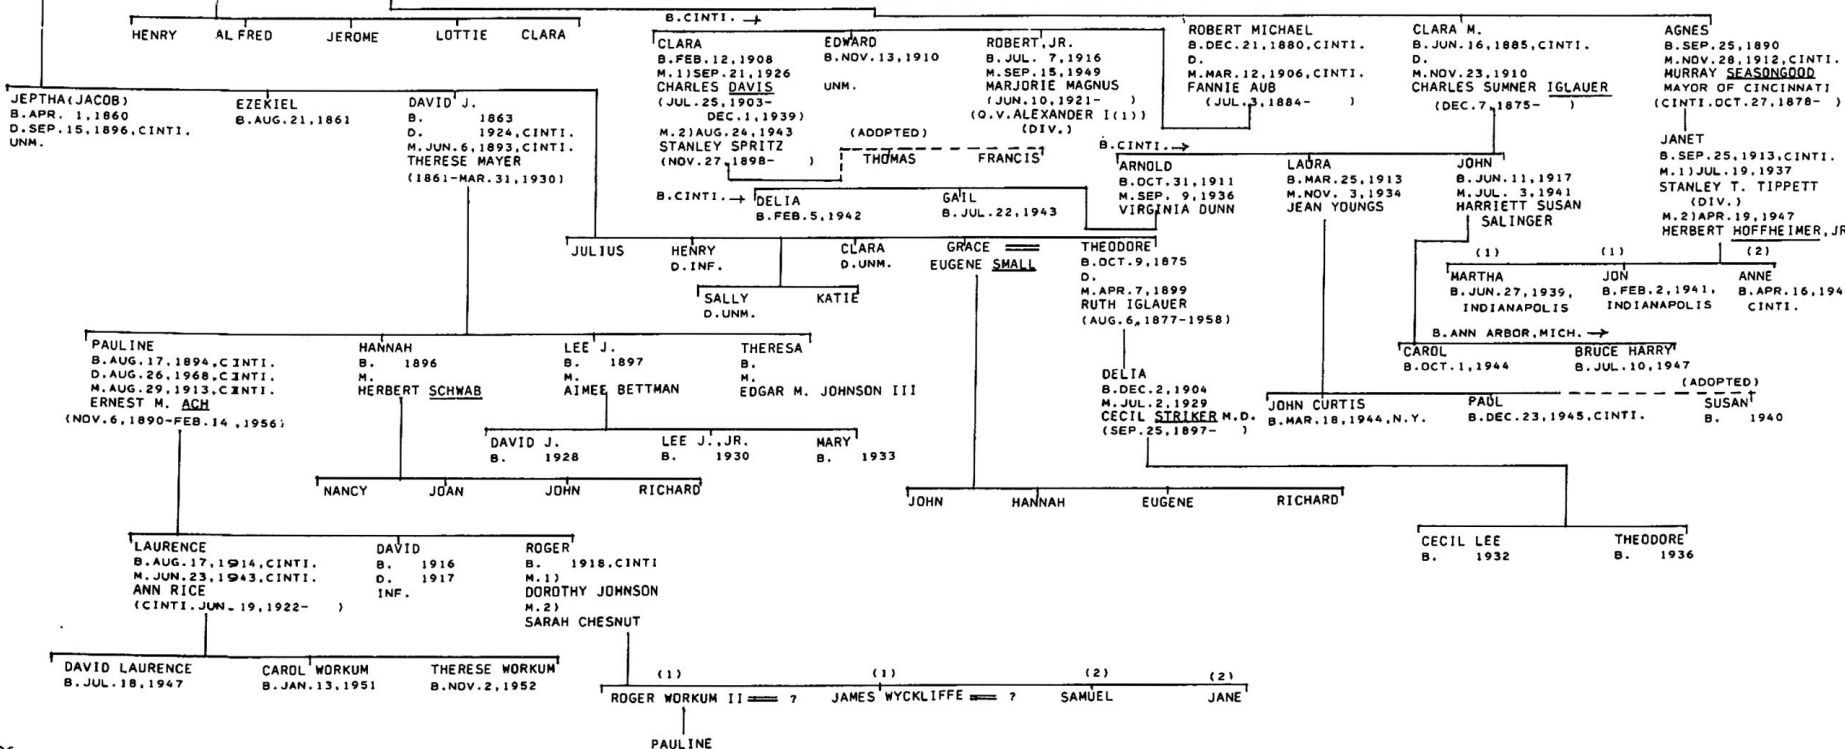 HENRY ALFRED JEROME LOTTIE CLARA
B.CINTI. →
CLARA
B.FEB.12,1908
M.1)SEP.21,1926
CHARLES DAVIS
(JUL.25,1903-
DEC.1,1939)
M.2)AUG.24,1943
STANLEY SPRITZ
(NOV.27,1898- )
EDWARD
B.NOV.13,1910
UNM.
ROBERT,JR.
B.JUL. 7,1916
M.SEP.15,1949
MARJORIE MAGNUS
(JUN.10,1921- )
(Q.V.ALEXANDER I(1))
(DIV.)
(ADOPTED)
THOMAS FRANCIS
ROBERT MICHAEL
B.DEC.21,1880,CINTI.
D.
M.MAR.12,1906,CINTI.
FANNIE AUB
(JUL.3,1884- )
CLARA M.
B.JUN.16,1885,CINTI.
D.
M.NOV.23,1910
CHARLES SUMNER IGLAUER
(DEC.7,1875- )
AGNES
B.SEP.25,1890
M.NOV.28,1912,CINTI.
MURRAY SEASONGOOD
MAYOR OF CINCINNATI
(CINTI.OCT.27,1878- )
JEPTHA(JACOB)
B.APR. 1,1860
D.SEP.15,1896,CINTI.
UNM.
EZEKIEL
B.AUG.21,1861
DAVID J.
B. 1863
D. 1924,CINTI.
M.JUN.6,1893,CINTI.
THERESE MAYER
(1861-MAR.31,1930)
B.CINTI.→
ARNOLD
B.OCT.31,1911
M.SEP. 9,1936
VIRGINIA DUNN
LAURA
B.MAR.25,1913
M.NOV. 3,1934
JEAN YOUNGS
JOHN
B.JUN.11,1917
M.JUL. 3,1941
HARRIETT SUSAN
SALINGER
JANET
B.SEP.25,1913,CINTI.
M.1)JUL.19,1937
STANLEY T. TIPPETT
(DIV.)
M.2)APR.19,1947
HERBERT HOFFHEIMER,JR
B.CINTI.→
DELIA
B.FEB.5,1942
GAIL
B.JUL.22,1943
JULIUS
HENRY
D.INF.
CLARA
D.UNM.
GRACE ==
EUGENE SMALL
THEODORE
B.OCT.9,1875
D.
M.APR.7,1899
RUTH IGLAUER
(AUG.6,1877-1958)
(1) (1) (2)
MARTHA
B.JUN.27,1939,
INDIANAPOLIS
JON
B.FEB.2,1941,
INDIANAPOLIS
ANNE
B.APR.16,194
CINTI.
SALLY
D.UNM.
KATIE
B.ANN ARBOR,MICH.→
CAROL
B.OCT.1,1944
BRUCE HARRY
B.JUL.10,1947
PAULINE
B.AUG.17,1894,CINTI.
D.AUG.26,1968,CINTI.
M.AUG.29,1913,CINTI.
ERNEST M. ACH
(NOV.6,1890-FEB.14,1956)
HANNAH
B. 1896
M.
HERBERT SCHWAB
LEE J.
B. 1897
M.
AIMEE BETTMAN
THERESA
B.
M.
EDGAR M. JOHNSON III
DELIA
B.DEC.2,1904
M.JUL.2,1929
CECIL STRIKER M.D.
(SEP.25,1897- )
JOHN CURTIS
B.MAR.18,1944,N.Y.
PAUL
B.DEC.23,1945,CINTI.
(ADOPTED)
SUSAN
B. 1940
DAVID J.
B. 1928
LEE J.,JR.
B. 1930
MARY
B. 1933
NANCY JOAN JOHN RICHARD
JOHN HANNAH EUGENE RICHARD
CECIL LEE
B. 1932
THEODORE
B. 1936
LAURENCE
B.AUG.17,1914,CINTI.
M.JUN.23,1943,CINTI.
ANN RICE
(CINTI.JUN.19,1922- )
DAVID
B. 1916
D. 1917
INF.
ROGER
B. 1918,CINTI
M.1)
DOROTHY JOHNSON
M.2)
SARAH CHESNUT
DAVID LAURENCE
B.JUL.18,1947
CAROL WORKUM
B.JAN.13,1951
THERESE WORKUM
B.NOV.2,1952
(1) (1) (2) (2)
ROGER WORKUM II == ? JAMES WYCKLIFFE == ? SAMUEL JANE
PAULINE